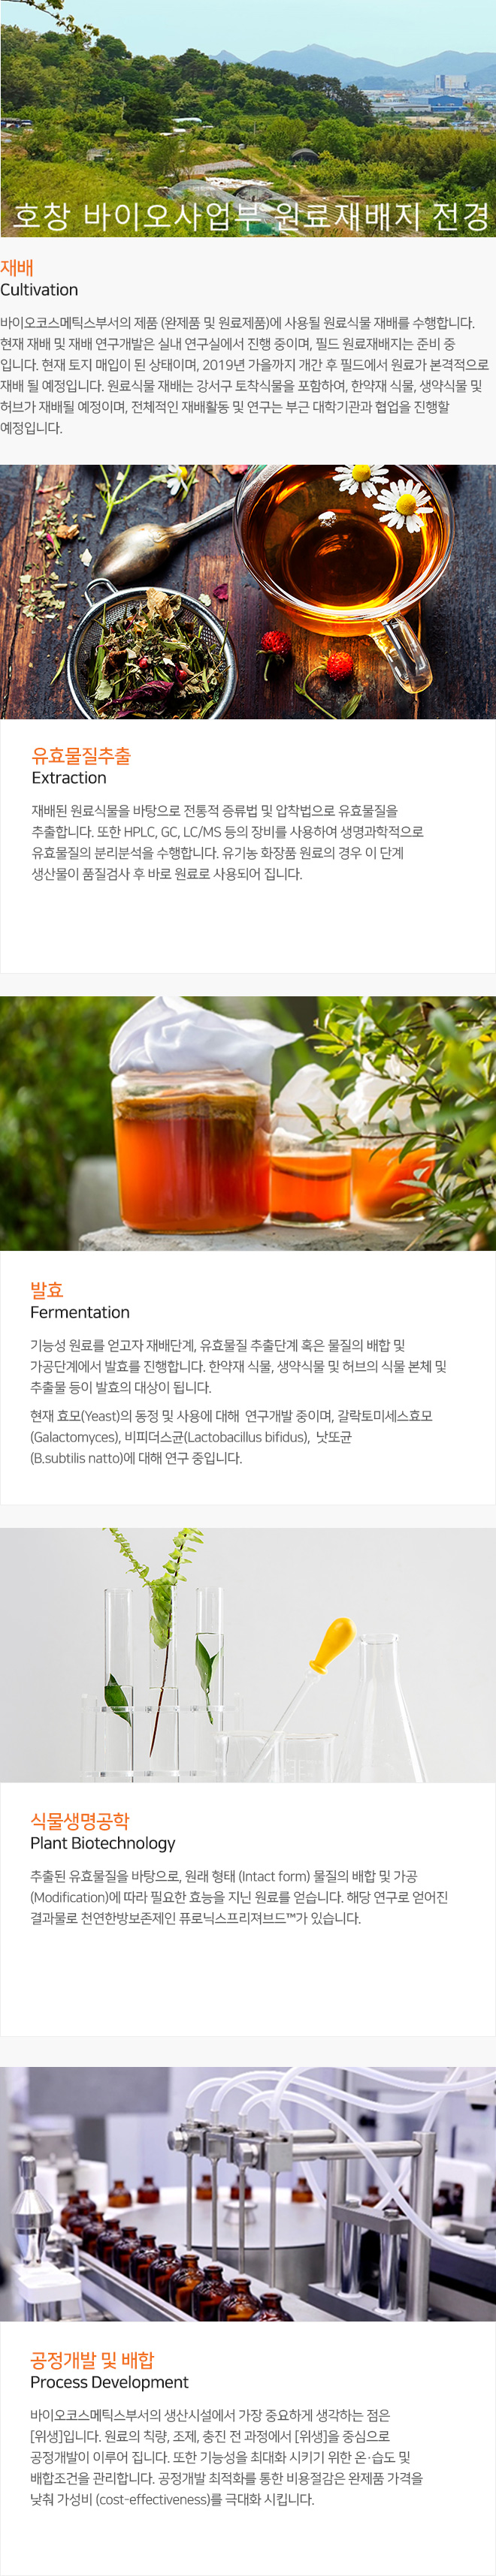 호창 바이오사업부 원료재배지 전경
재배
Cultivation
바이오코스메틱스부서의 제품 (완제품 및 원료제품)에 사용될 원료식물 재배를 수행합니다.
현재 재배 및 재배 연구개발은 실내 연구실에서 진행 중이며, 필드 원료재배지는 준비 중
입니다. 현재 토지 매입이 된 상태이며, 2019년 가을까지 개간 후 필드에서 원료가 본격적으로
재배 될 예정입니다. 원료식물 재배는 강서구 토착식물을 포함하여, 한약재 식물, 생약식물 및
허브가 재배될 예정이며, 전체적인 재배활동 및 연구는 부근 대학기관과 협업을 진행할
예정입니다.
유효물질추출
Extraction
재배된 원료식물을 바탕으로 전통적 증류법 및 압착법으로 유효물질을
추출합니다. 또한 HPLC, GC, LC/MS 등의 장비를 사용하여 생명과학적으로
유효물질의 분리분석을 수행합니다. 유기농 화장품 원료의 경우 이 단계
생산물이 품질검사 후 바로 원료로 사용되어 집니다.
발효
Fermentation
기능성 원료를 얻고자 재배단계, 유효물질 추출단계 혹은 물질의 배합 및
가공단계에서 발효를 진행합니다. 한약재 식물, 생약식물 및 허브의 식물 본체 및
추출물 등이 발효의 대상이 됩니다.
현재 효모(Yeast)의 동정 및 사용에 대해 연구개발 중이며, 갈락토미세스효모
(Galactomyces), 비피더스균(Lactobacillus bifidus), 낫또균
(B.subtilis natto)에 대해 연구 중입니다.
식물생명공학
Plant Biotechnology
추출된 유효물질을 바탕으로, 원래 형태 (Intact form) 물질의 배합 및 가공
(Modification)에 따라 필요한 효능을 지닌 원료를 얻습니다. 해당 연구로 얻어진
결과물로 천연한방보존제인 퓨로닉스프리져브드™가 있습니다.
공정개발 및 배합
Process Development
바이오코스메틱스부서의 생산시설에서 가장 중요하게 생각하는 점은
[위생]입니다. 원료의 칙량, 조제, 충진 전 과정에서 [위생]을 중심으로
공정개발이 이루어 집니다. 또한 기능성을 최대화 시키기 위한 온·습도 및
배합조건을 관리합니다. 공정개발 최적화를 통한 비용절감은 완제품 가격을
낮춰 가성비 (cost-effectiveness)를 극대화 시킵니다.